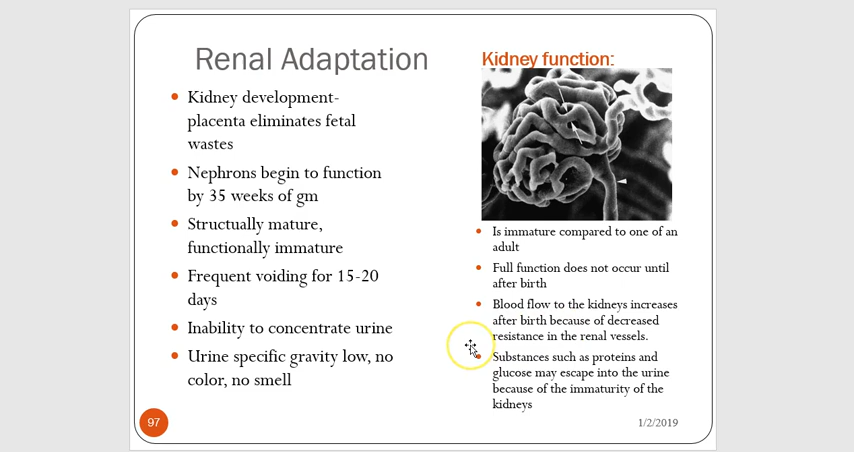 Renal Adaptation
Kidney development-
placenta eliminates fetal
wastes
Nephrons begin to function
by 35 weeks of gm
Structually mature,
functionally immature
Frequent voiding for 15-20
days
Inability to concentrate urine
Urine specific gravity low, no
color, no smell
Kidney function:
Is immature compared to one of an
adult
Full function does not occur until
after birth
Blood flow to the kidneys increases
after birth because of decreased
resistance in the renal vessels.
Substances such as proteins and
glucose may escape into the urine
because of the immaturity of the
kidneys
97
1/2/2019